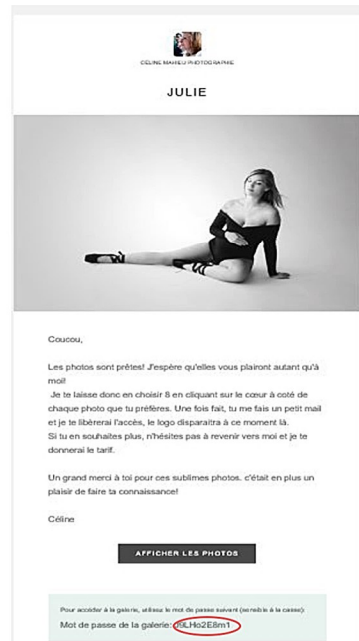 CÉLINE MAHIEU PHOTOGRAPHIE
JULIE
Coucou,
Les photos sont prêtes! J'espère qu'elles vous plairont autant qu'à
moi!
Je te laisse donc en choisir 8 en cliquant sur le cœur à coté de
chaque photo que tu préfères. Une fois fait, tu me fais un petit mail
et je te libèrerai l'accès, le logo disparaitra à ce moment là.
Si tu en souhaites plus, n'hésites pas à revenir vers moi et je te
donnerai le tarif.
Un grand merci à toi pour ces sublimes photos. c'était en plus un
plaisir de faire ta connaissance!
Céline
AFFICHER LES PHOTOS
Pour accéder à la galerie, utilisez le mot de passe suivant (sensible à la casse):
Mot de passe de la galerie: J9LHo2E8m1